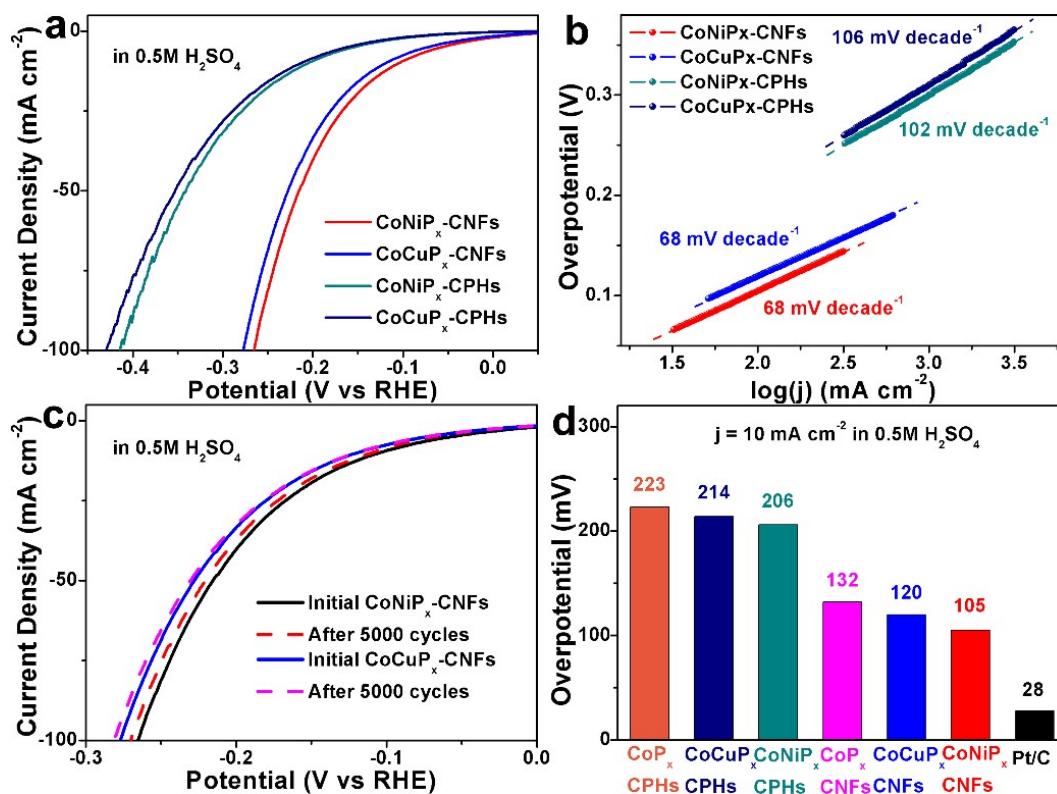 a
in 0.5M H₂SO₄
0
-50
-100
Current Density (mA cm⁻²)
CoNiPₓ-CNFs
CoCuPₓ-CNFs
CoNiPₓ-CPHs
CoCuPₓ-CPHs
-0.4 -0.3 -0.2 -0.1 0.0
Potential (V vs RHE)
b
CoNiPx-CNFs
CoCuPx-CNFs
CoNiPx-CPHs
CoCuPx-CPHs
106 mV decade⁻¹
102 mV decade⁻¹
68 mV decade⁻¹
68 mV decade⁻¹
0.3
0.2
0.1
Overpotential (V)
1.5 2.0 2.5 3.0 3.5
log(j) (mA cm⁻²)
c
in 0.5M H₂SO₄
0
-50
-100
Current Density (mA cm⁻²)
Initial CoNiPₓ-CNFs
After 5000 cycles
Initial CoCuPₓ-CNFs
After 5000 cycles
-0.3 -0.2 -0.1 0.0
Potential (V vs RHE)
d
j = 10 mA cm⁻² in 0.5M H₂SO₄
300
200
100
0
Overpotential (mV)
223 214 206 132 120 105 28
CoPₓ CoCuPₓ CoNiPₓ CoPₓ CoCuPₓ CoNiPₓ Pt/C
CPHs CPHs CPHs CNFs CNFs CNFs